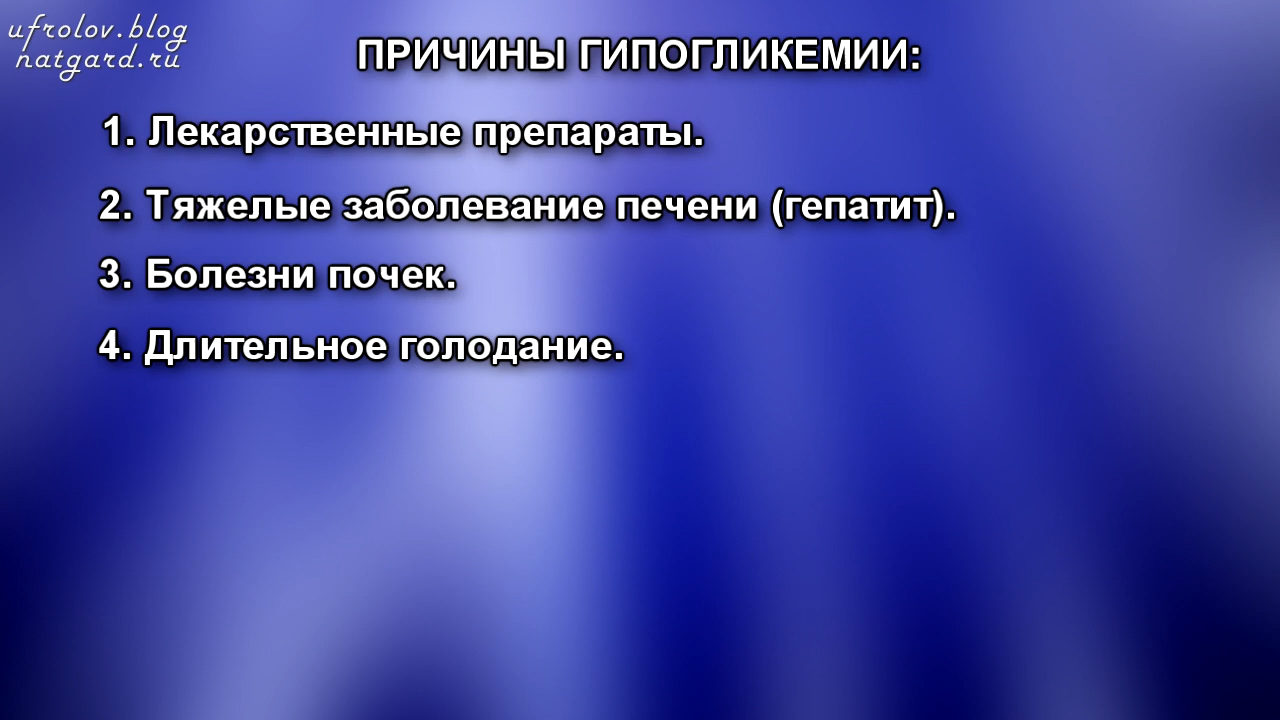 ufrolov.blog
natgard.ru
ПРИЧИНЫ ГИПОГЛИКЕМИИ:
1. Лекарственные препараты.
2. Тяжелые заболевание печени (гепатит).
3. Болезни почек.
4. Длительное голодание.